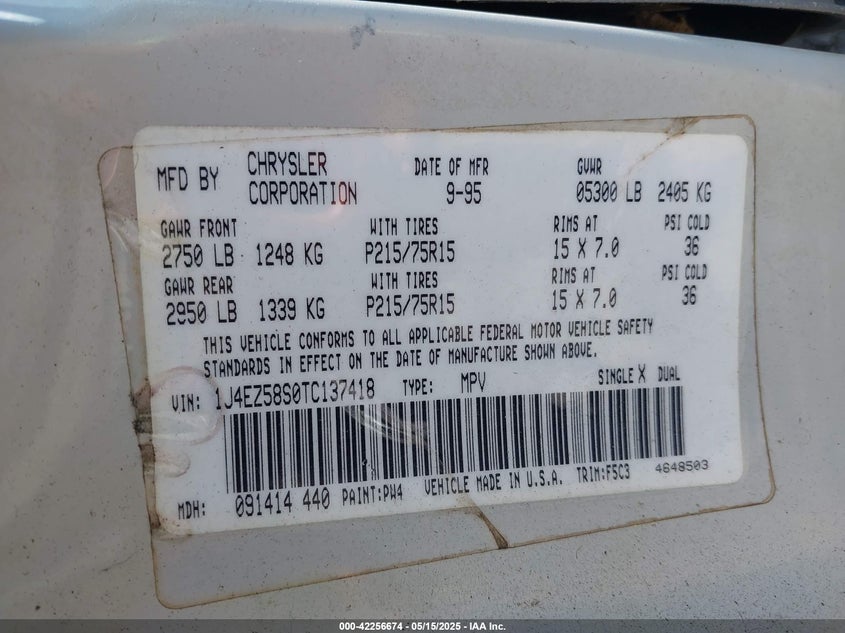 MFD BY CHRYSLER CORPORATION DATE OF MFR 9-95 GVWR 05300 LB 2405 KG
GAWR FRONT WITH TIRES RIMS AT PSI COLD
2750 LB 1248 KG P215/75R15 15 X 7.0 36
GAWR REAR WITH TIRES RIMS AT PSI COLD
2950 LB 1339 KG P215/75R15 15 X 7.0 36
THIS VEHICLE CONFORMS TO ALL APPLICABLE FEDERAL MOTOR VEHICLE SAFETY
STANDARDS IN EFFECT ON THE DATE OF MANUFACTURE SHOWN ABOVE.
VIN: 1J4EZ58S0TC137418 TYPE: MPV SINGLE X DUAL
MDH: 091414 440 PAINT:PW4 VEHICLE MADE IN U.S.A. TRIM:F5C3 4648503
000-42256674 - 05/15/2025 - IAA Inc.